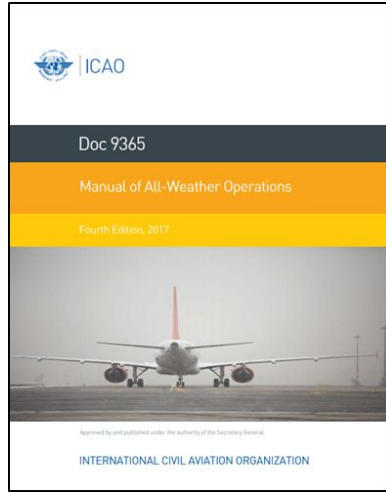 ICAO
Doc 9365
Manual of All-Weather Operations
Fourth Edition, 2017
Approved by and published under the authority of the Secretary General
INTERNATIONAL CIVIL AVIATION ORGANIZATION